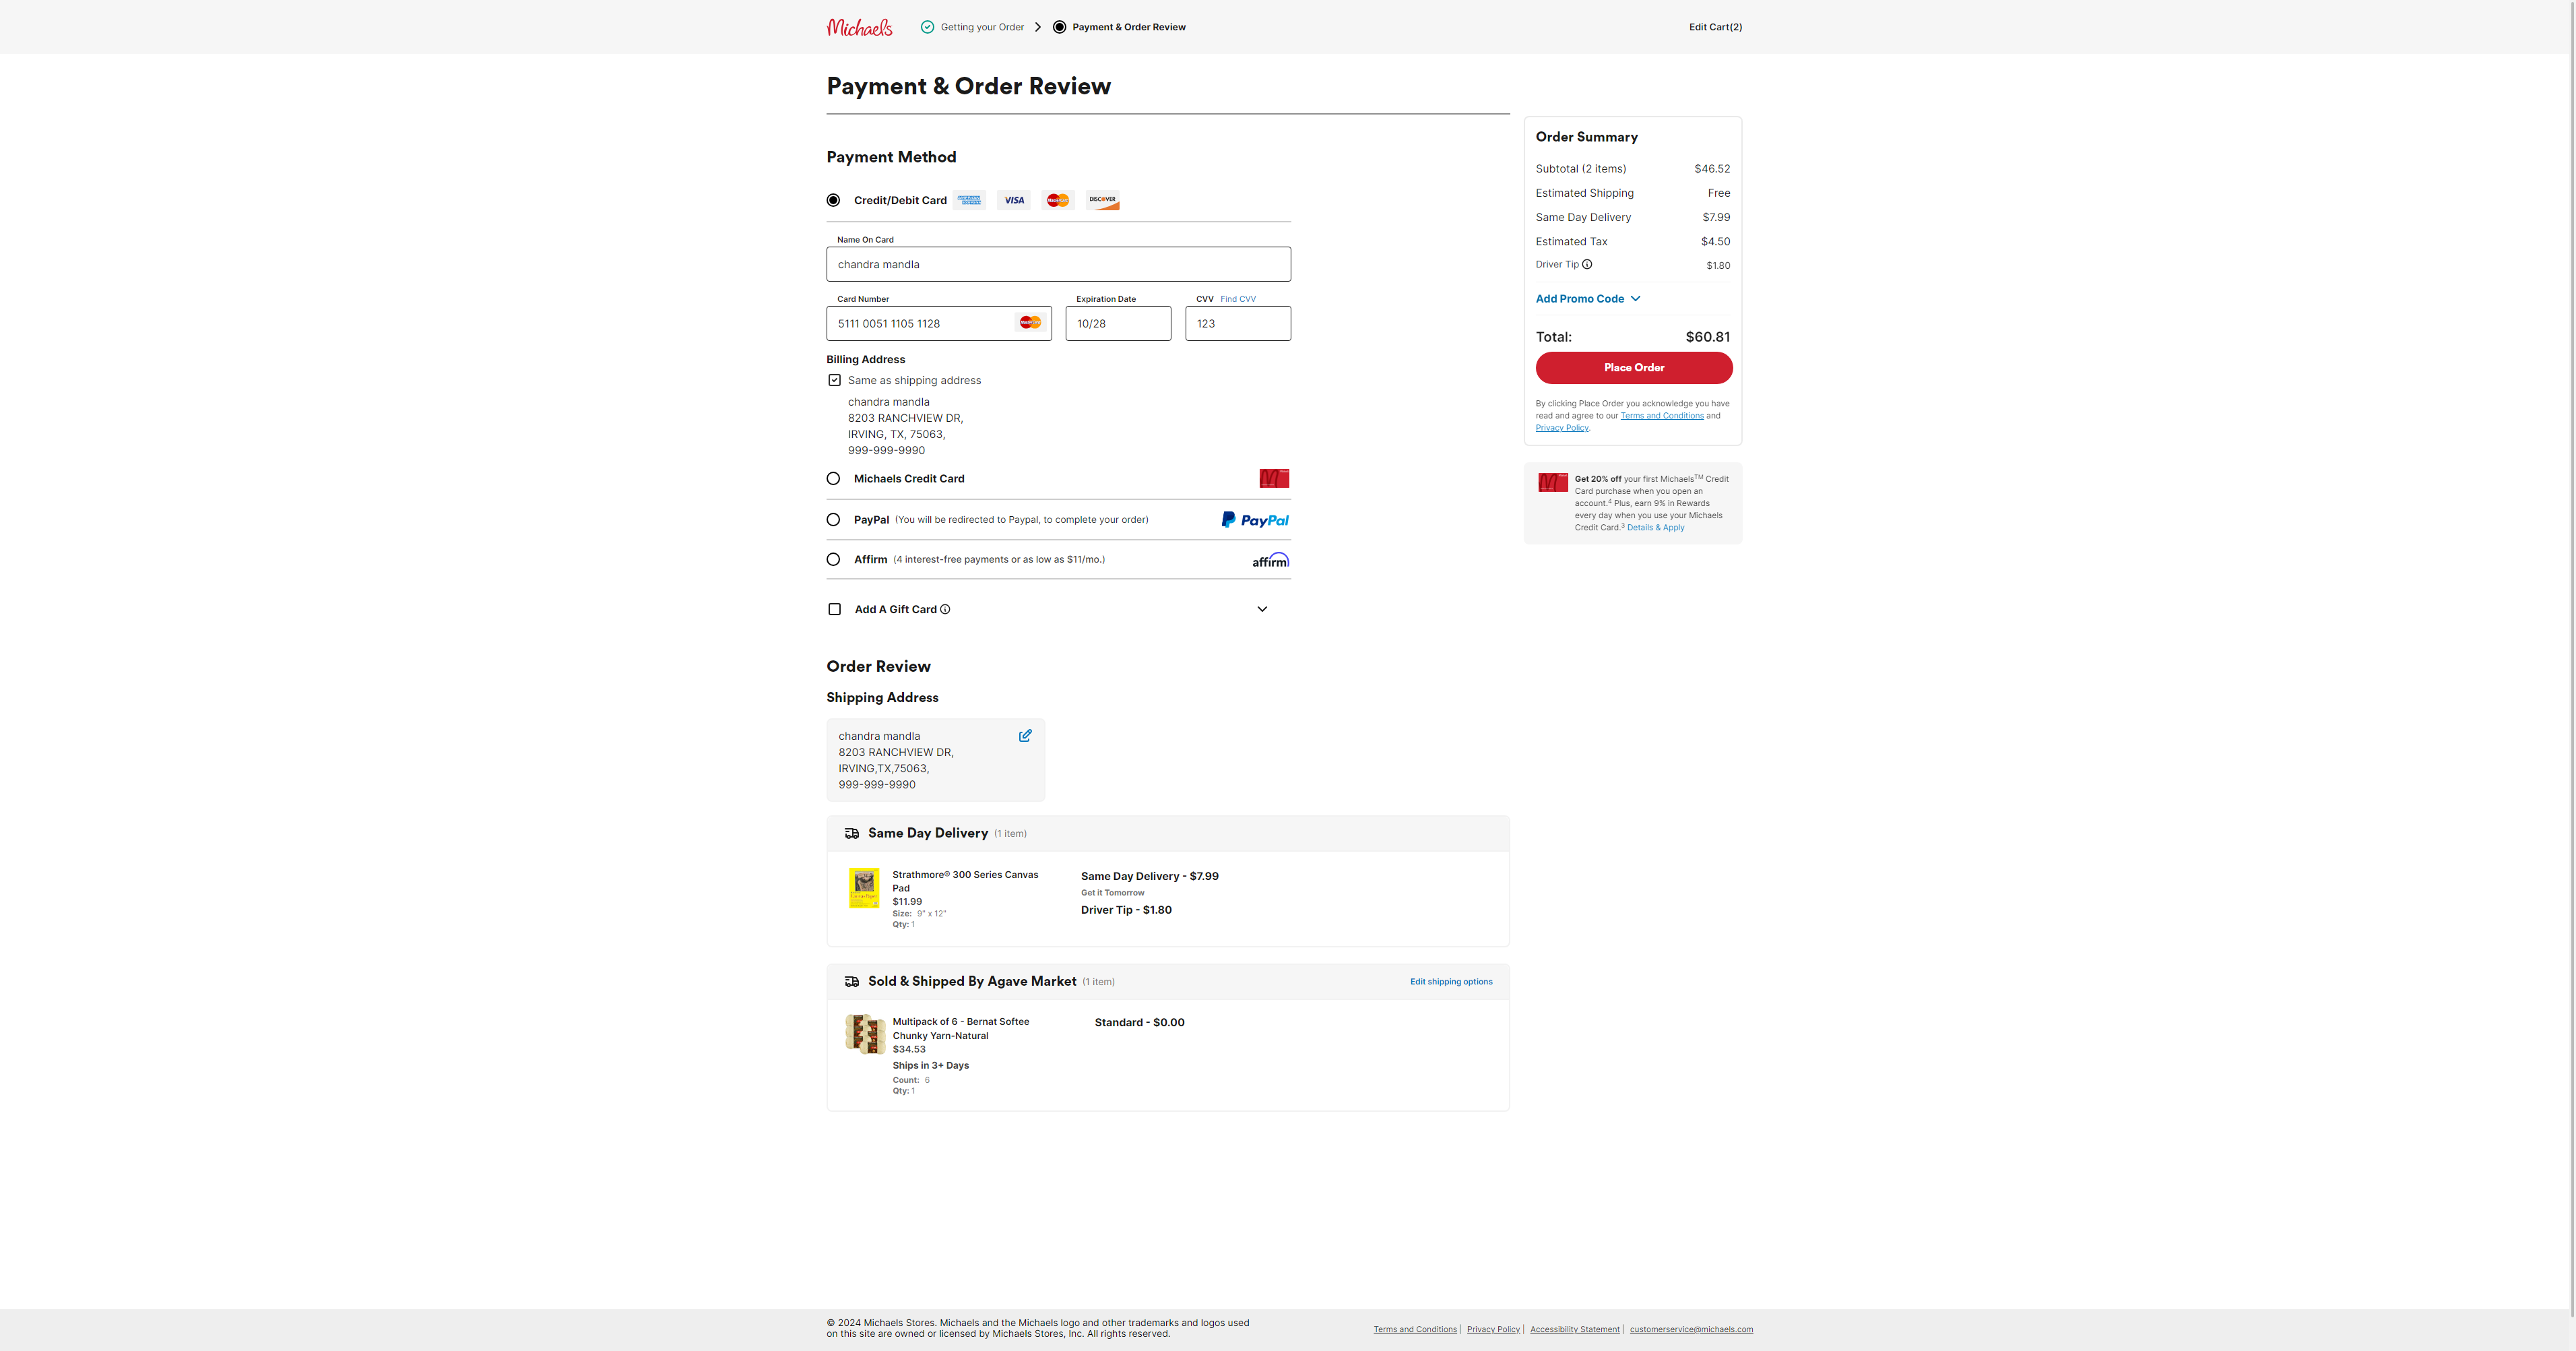 Michaels
Getting your Order
Payment & Order Review
Edit Cart(2)
Payment & Order Review
Payment Method
Credit/Debit Card
VISA
MasterCard
DISCOVER
Name On Card
chandra mandla
Card Number
Expiration Date
CVV Find CVV
5111 0051 1105 1128
MasterCard
10/28
123
Billing Address
Same as shipping address
chandra mandla
8203 RANCHVIEW DR,
IRVING, TX, 75063,
999-999-9990
Michaels Credit Card
PayPal (You will be redirected to Paypal, to complete your order)
PayPal
Affirm (4 interest-free payments or as low as $11/mo.)
affirm
Add A Gift Card
Order Review
Shipping Address
chandra mandla
8203 RANCHVIEW DR,
IRVING,TX,75063,
999-999-9990
Same Day Delivery (1 item)
Strathmore® 300 Series Canvas
Pad
$11.99
Size: 9" x 12"
Qty: 1
Same Day Delivery - $7.99
Get it Tomorrow
Driver Tip - $1.80
Sold & Shipped By Agave Market (1 item)
Edit shipping options
Multipack of 6 - Bernat Softee
Chunky Yarn-Natural
$34.53
Ships in 3+ Days
Count: 6
Qty: 1
Standard - $0.00
Order Summary
Subtotal (2 items) $46.52
Estimated Shipping Free
Same Day Delivery $7.99
Estimated Tax $4.50
Driver Tip $1.80
Add Promo Code
Total: $60.81
Place Order
By clicking Place Order you acknowledge you have
read and agree to our Terms and Conditions and
Privacy Policy.
Get 20% off your first Michaels™ Credit
Card purchase when you open an
account.⁴ Plus, earn 9% in Rewards
every day when you use your Michaels
Credit Card.³ Details & Apply
© 2024 Michaels Stores. Michaels and the Michaels logo and other trademarks and logos used
on this site are owned or licensed by Michaels Stores, Inc. All rights reserved.
Terms and Conditions | Privacy Policy | Accessibility Statement | customerservice@michaels.com